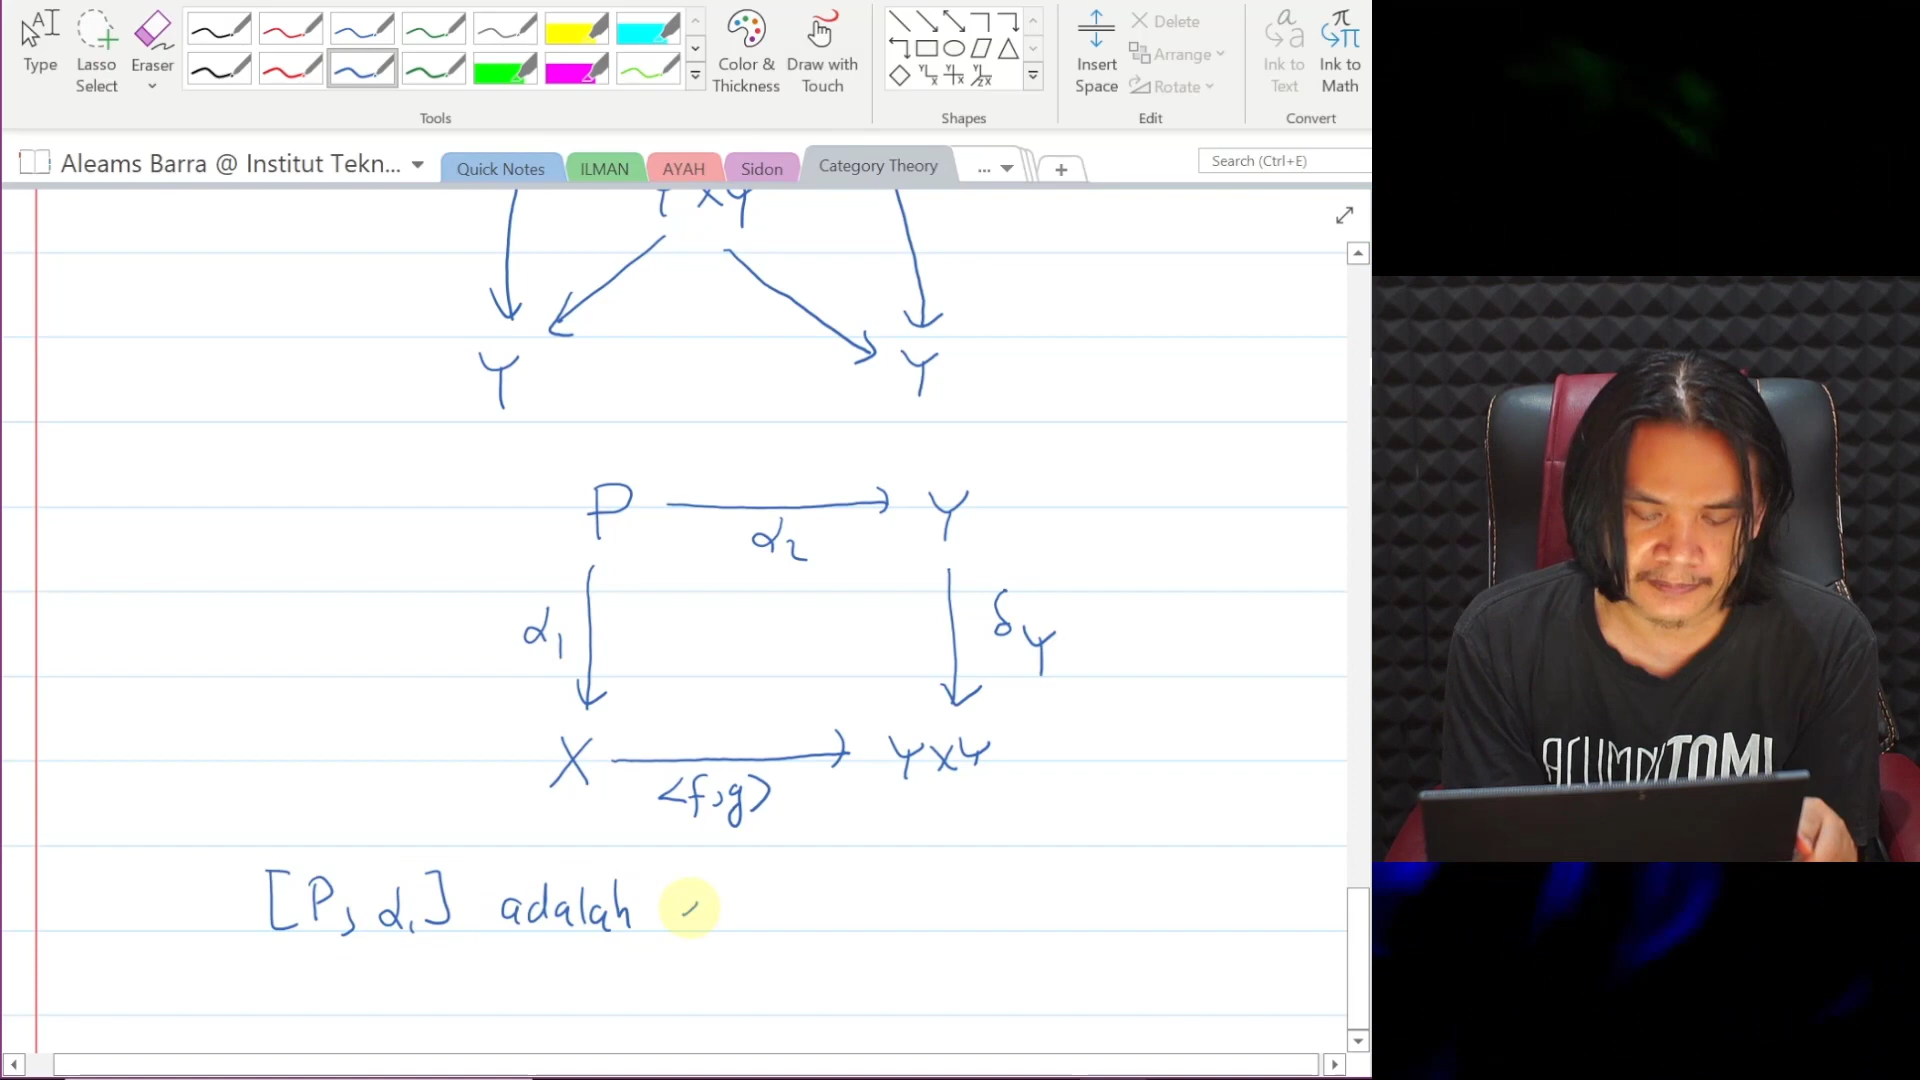 Type
Lasso Select
Eraser
Color & Thickness
Draw with Touch
Insert Space
Delete
Arrange
Rotate
Ink to Text
Ink to Math
Tools
Shapes
Edit
Convert
Aleams Barra @ Institut Tekn...
Quick Notes
ILMAN
AYAH
Sidon
Category Theory
...
Search (Ctrl+E)
Y×Y
Y Y
P Y
α₂
α₁ δ_Y
X Y×Y
<f,g>
[P, α₁] adalah